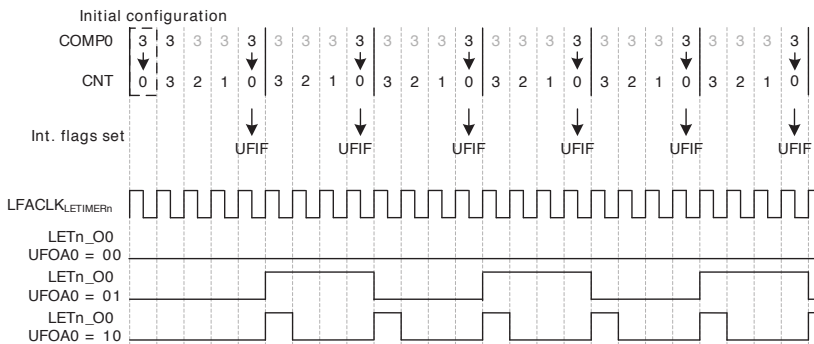 Initial configuration
COMP0 3 3 3 3 3 3 3 3 3 3 3 3 3 3 3 3 3 3 3 3 3 3 3 3 3
CNT 0 3 2 1 0 3 2 1 0 3 2 1 0 3 2 1 0 3 2 1 0 3 2 1 0
Int. flags set
UFIF UFIF UFIF UFIF UFIF UFIF
LFACLK_LETIMERn
LETn_O0
UFOA0 = 00
LETn_O0
UFOA0 = 01
LETn_O0
UFOA0 = 10